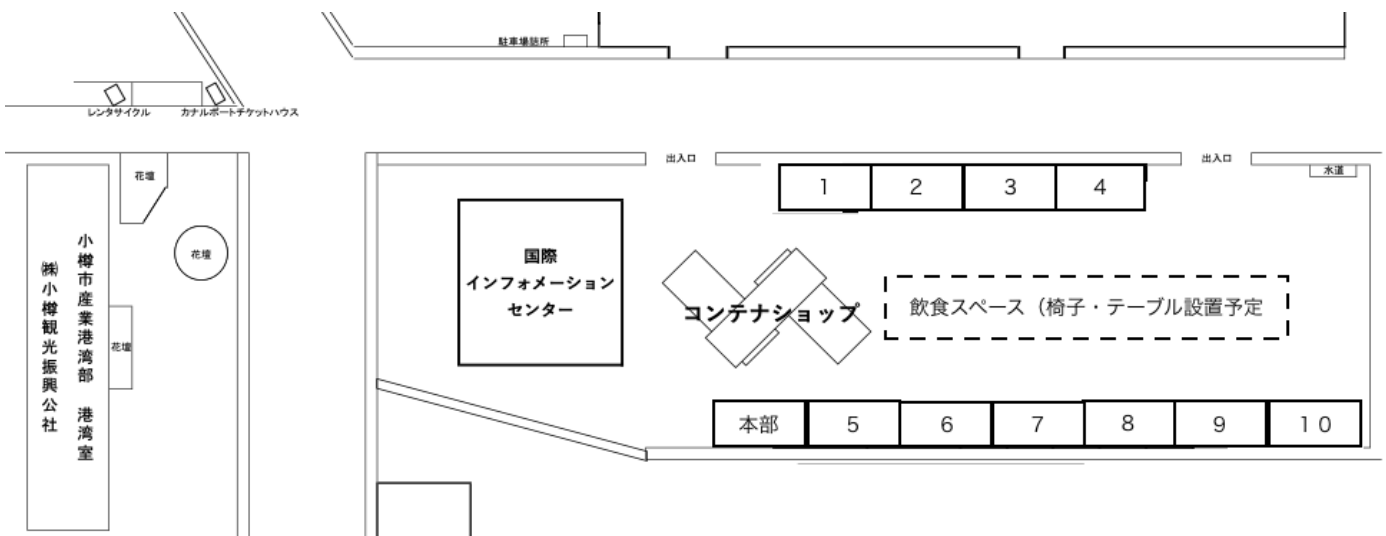 駐車場詰所
レンタサイクル
カナルポートチケットハウス
出入口
出入口
水道
花壇
1
2
3
4
花壇
小樽市産業港湾部 港湾室
㈱小樽観光振興公社
国際
インフォメーション
センター
コンテナショップ
飲食スペース（椅子・テーブル設置予定
花壇
本部
5
6
7
8
9
10